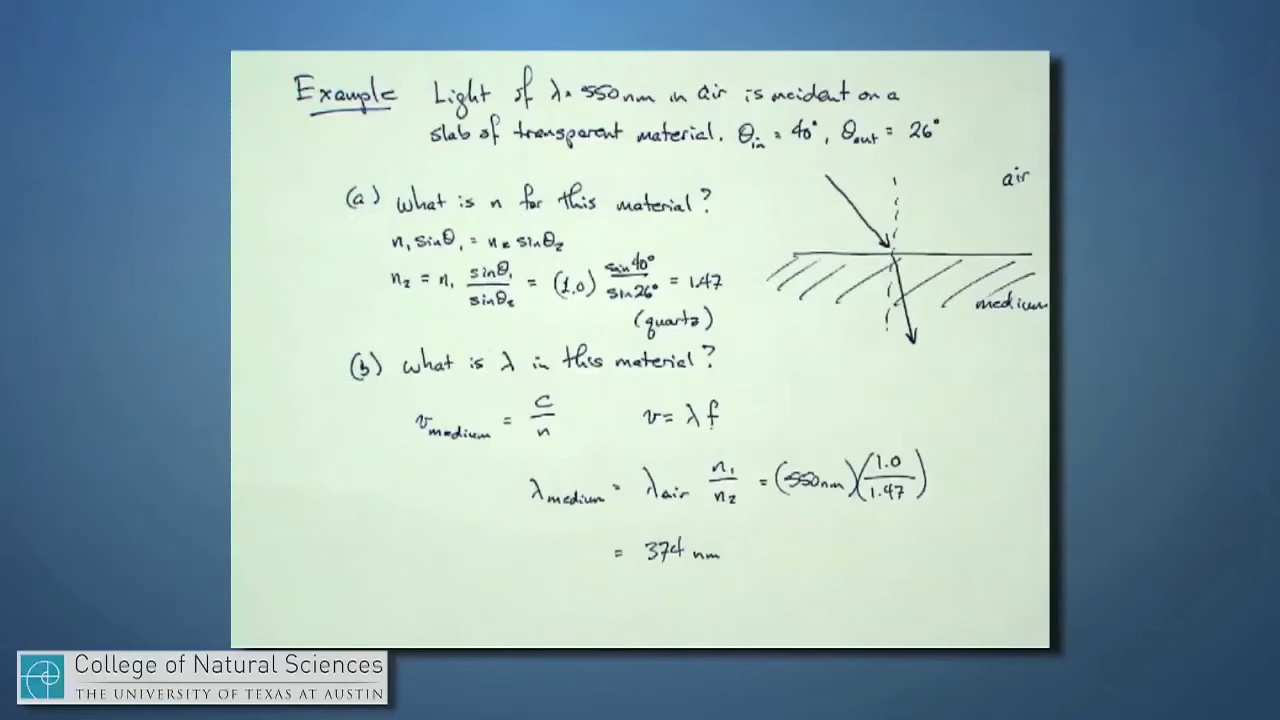 Example Light of λ = 550 nm in air is incident on a
slab of transparent material. θin = 40°, θout = 26°
air
(a) What is n for this material?
n₁ sinθ₁ = n₂ sinθ₂
n₂ = n₁ sinθ₁/sinθ₂ = (1.0) sin40°/sin26° = 1.47
(quartz)
medium
(b) What is λ in this material?
v medium = c/n v = λf
λ medium = λ air n₁/n₂ = (550 nm)(1.0/1.47)
= 374 nm
College of Natural Sciences
THE UNIVERSITY OF TEXAS AT AUSTIN